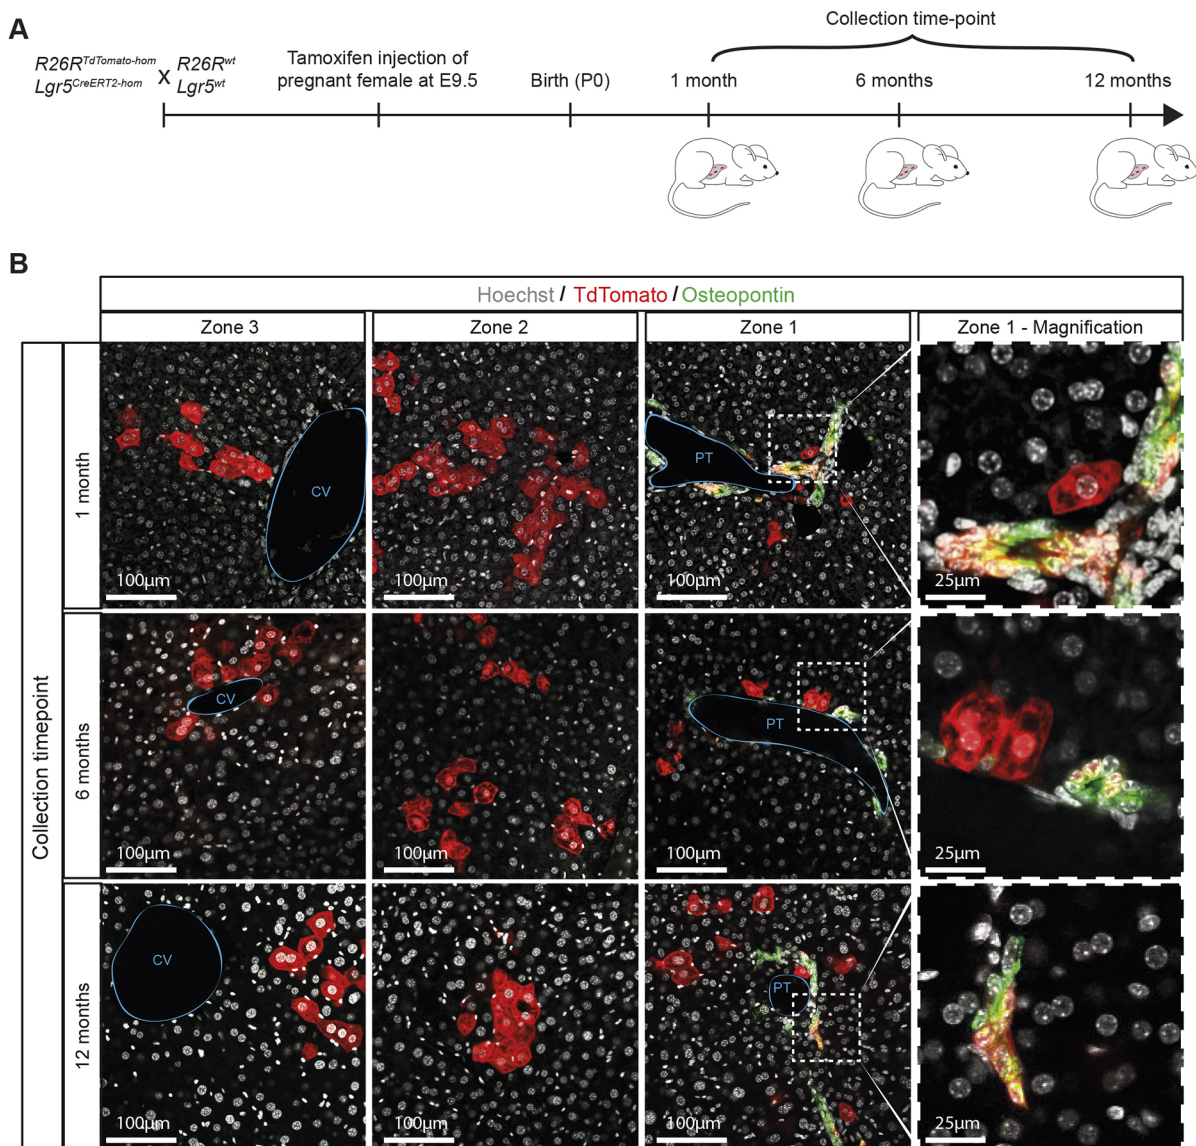 A
Collection time-point
R26R^TdTomato-hom x R26R^wt
Lgr5^CreERT2-hom Lgr5^wt
Tamoxifen injection of
pregnant female at E9.5
Birth (P0)
1 month
6 months
12 months
B
Hoechst / TdTomato / Osteopontin
Zone 3
Zone 2
Zone 1
Zone 1 - Magnification
Collection timepoint
1 month
CV
100µm
100µm
PT
100µm
25µm
6 months
CV
100µm
100µm
PT
100µm
25µm
12 months
CV
100µm
100µm
PT
100µm
25µm